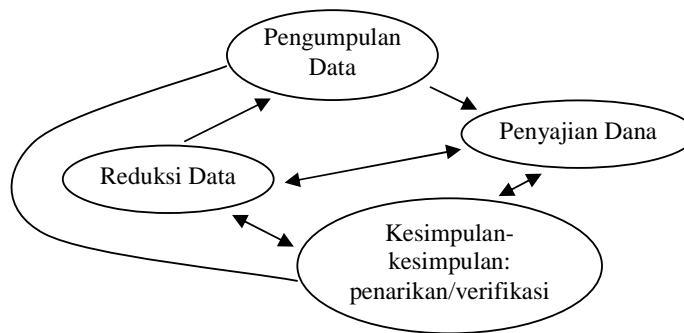 Pengumpulan
Data
Penyajian Dana
Reduksi Data
Kesimpulan-
kesimpulan:
penarikan/verifikasi